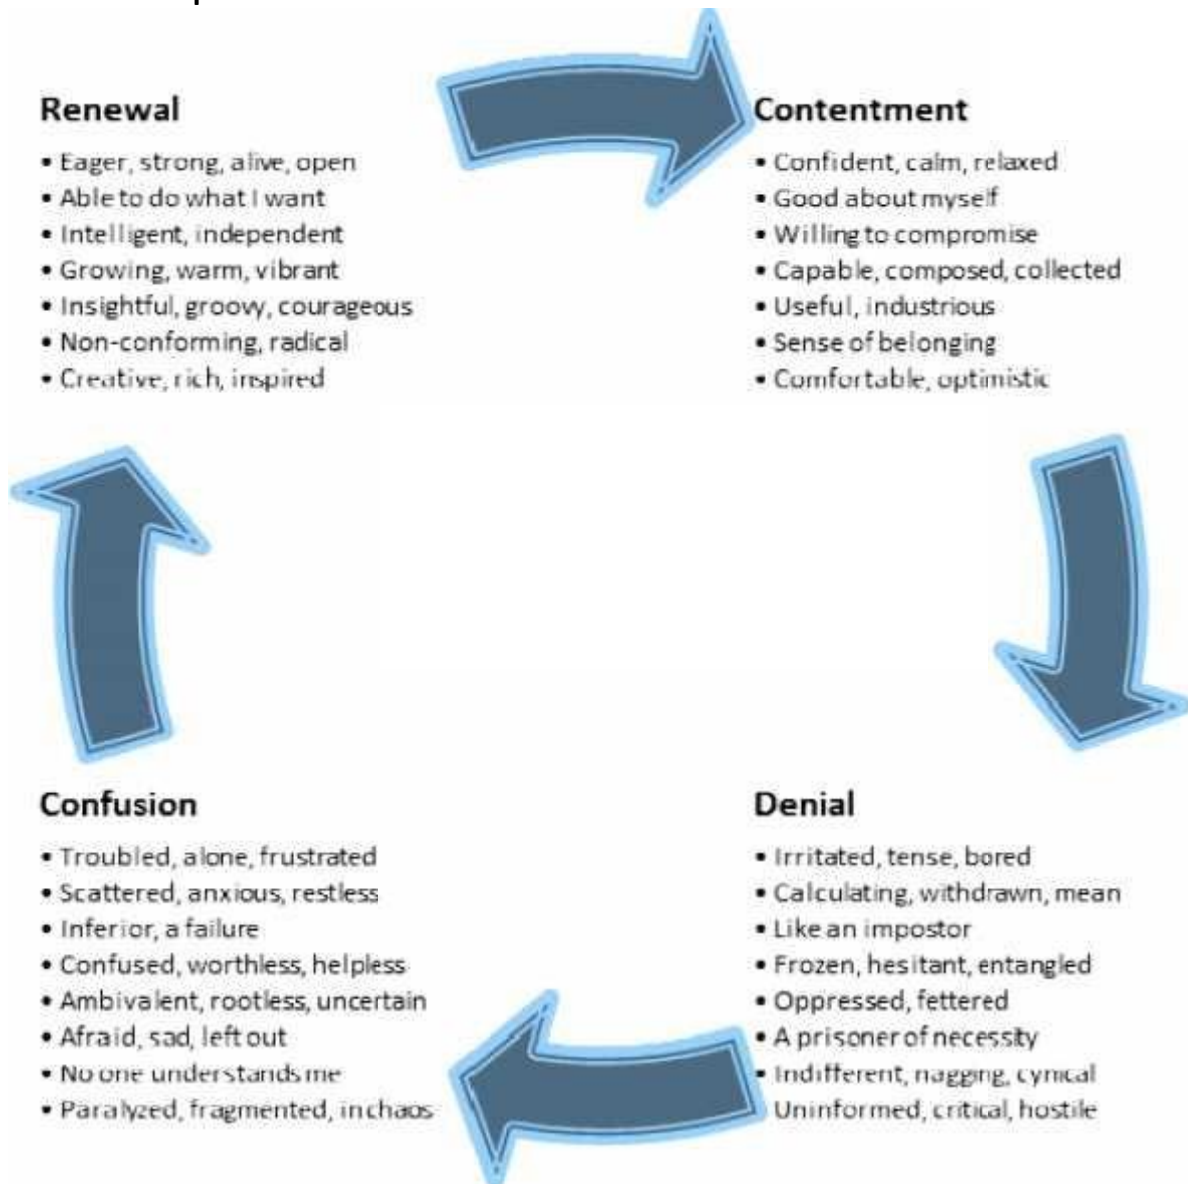 Renewal
• Eager, strong, alive, open
• Able to do what I want
• Intelligent, independent
• Growing, warm, vibrant
• Insightful, groovy, courageous
• Non-conforming, radical
• Creative, rich, inspired
Contentment
• Confident, calm, relaxed
• Good about myself
• Willing to compromise
• Capable, composed, collected
• Useful, industrious
• Sense of belonging
• Comfortable, optimistic
Confusion
• Troubled, alone, frustrated
• Scattered, anxious, restless
• Inferior, a failure
• Confused, worthless, helpless
• Ambivalent, rootless, uncertain
• Afraid, sad, left out
• No one understands me
• Paralyzed, fragmented, in chaos
Denial
• Irritated, tense, bored
• Calculating, withdrawn, mean
• Like an impostor
• Frozen, hesitant, entangled
• Oppressed, fettered
• A prisoner of necessity
• Indifferent, nagging, cynical
Uninformed, critical, hostile